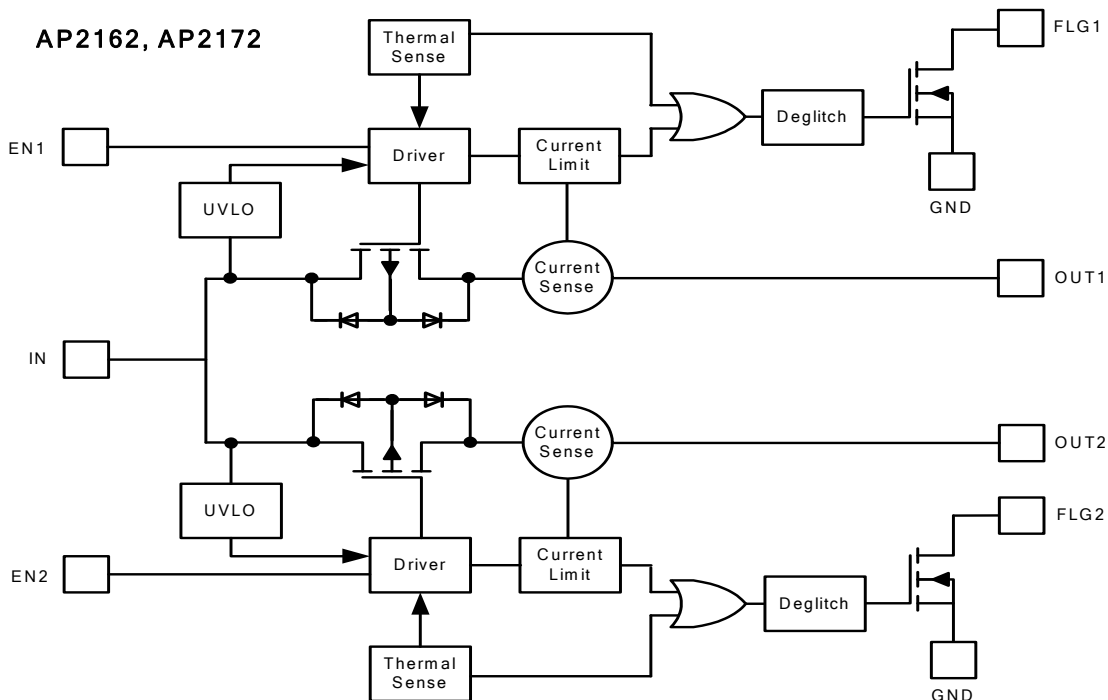 AP2162, AP2172
Thermal
Sense
FLG1
Deglitch
EN1
Driver
Current
Limit
UVLO
GND
Current
Sense
OUT1
IN
Current
Sense
OUT2
UVLO
FLG2
EN2
Driver
Current
Limit
Deglitch
Thermal
Sense
GND